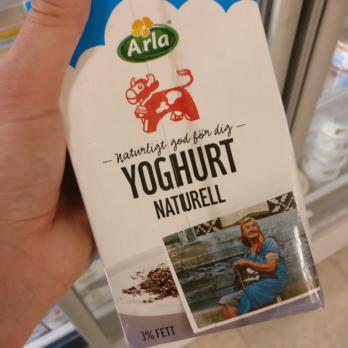 Arla
Naturligt god för dig
YOGHURT
NATURELL
3% FETT